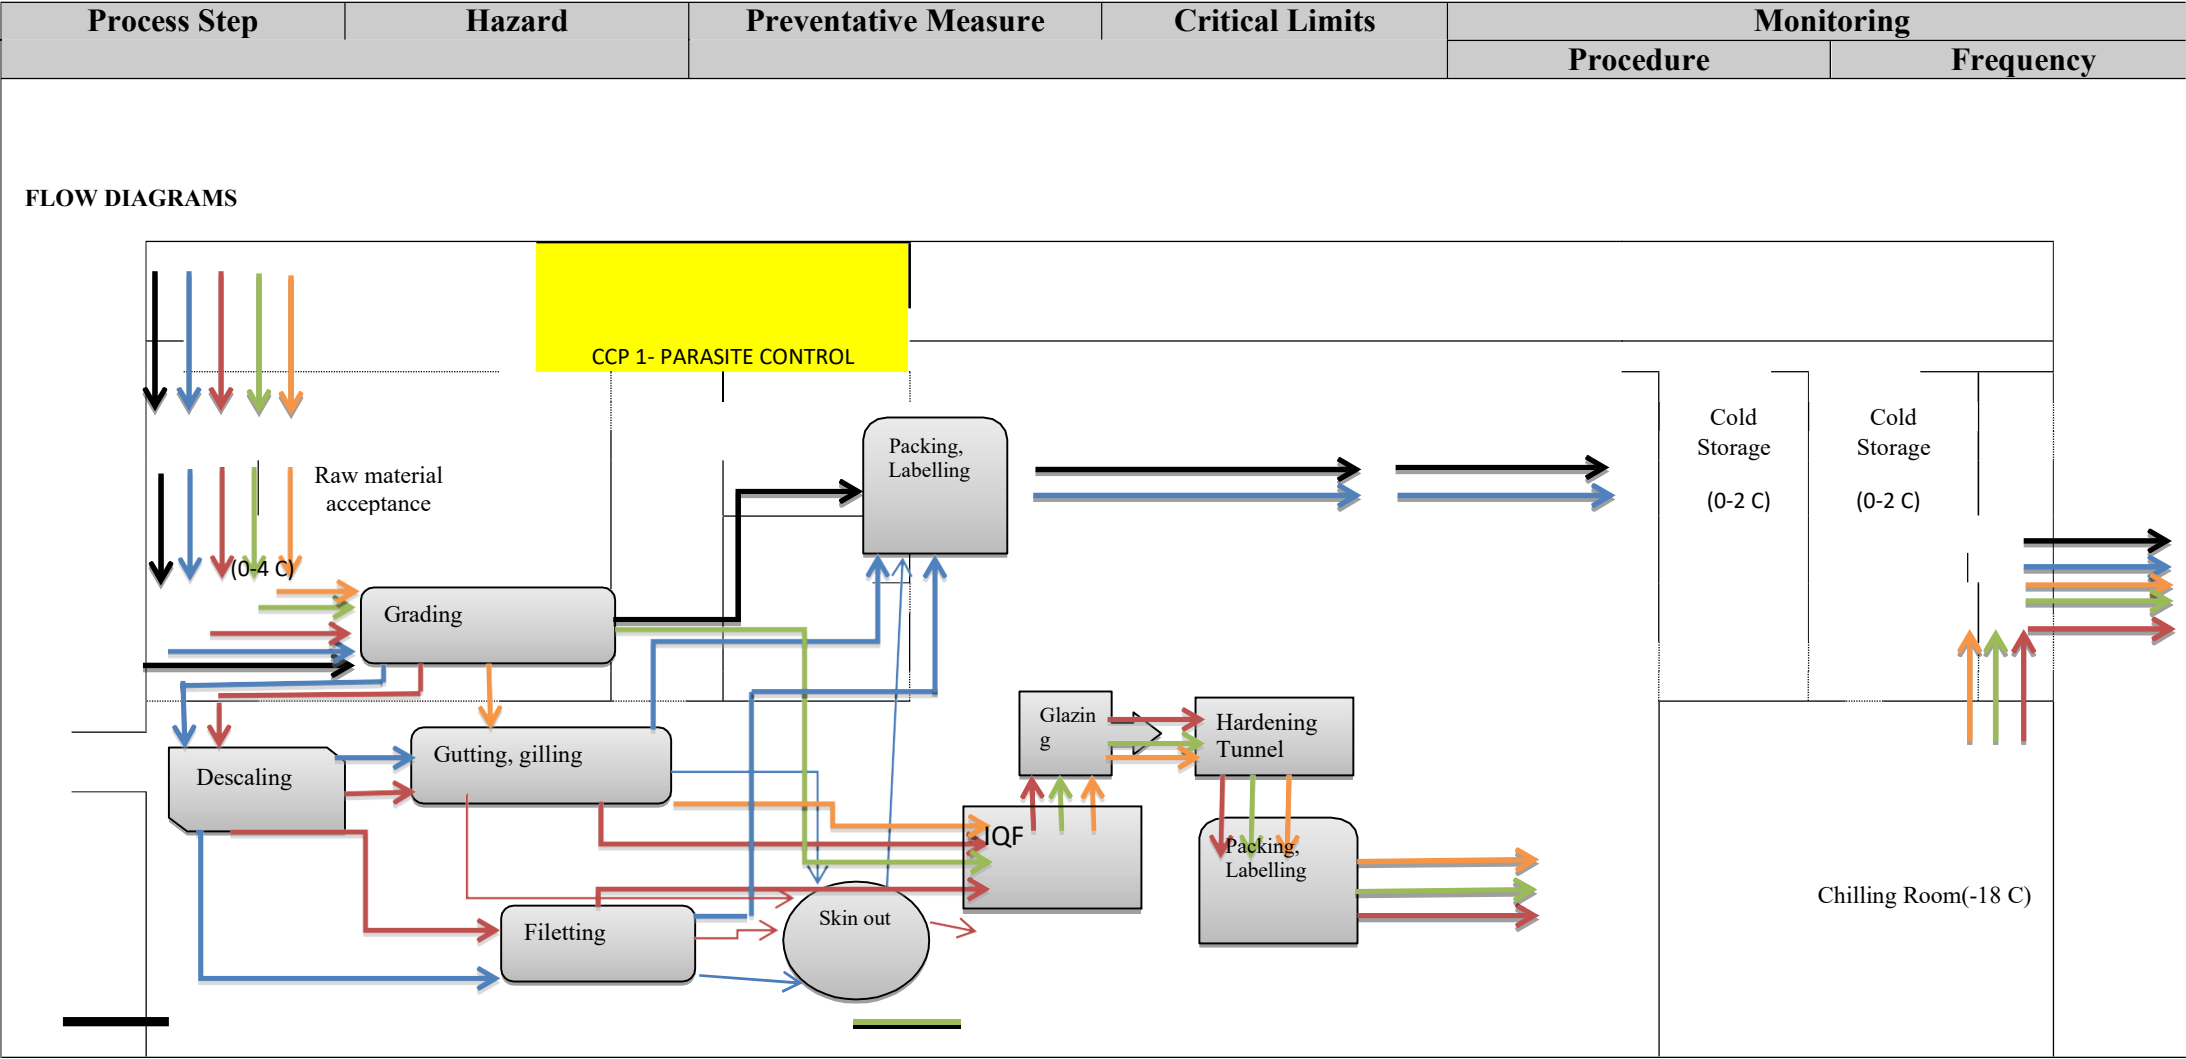 Process Step
Hazard
Preventative Measure
Critical Limits
Monitoring
Procedure
Frequency
FLOW DIAGRAMS
CCP 1- PARASITE CONTROL
Raw material
acceptance
(0-4 C)
Packing,
Labelling
Cold
Storage
(0-2 C)
Cold
Storage
(0-2 C)
Grading
Glazin
g
Hardening
Tunnel
Gutting, gilling
Descaling
IQF
Packing,
Labelling
Skin out
Filetting
Chilling Room(-18 C)